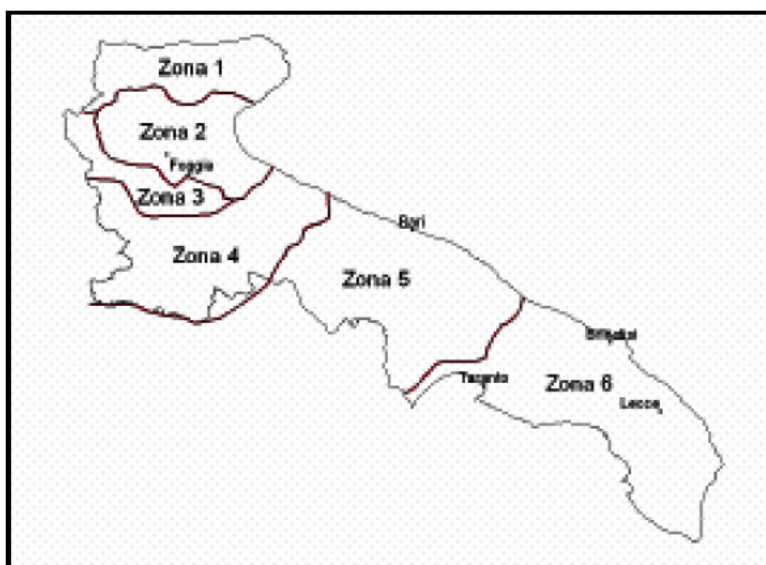 Zona 1
Zona 2
Foggia
Zona 3
Bari
Zona 4
Zona 5
Brindisi
Taranto
Zona 6
Lecce